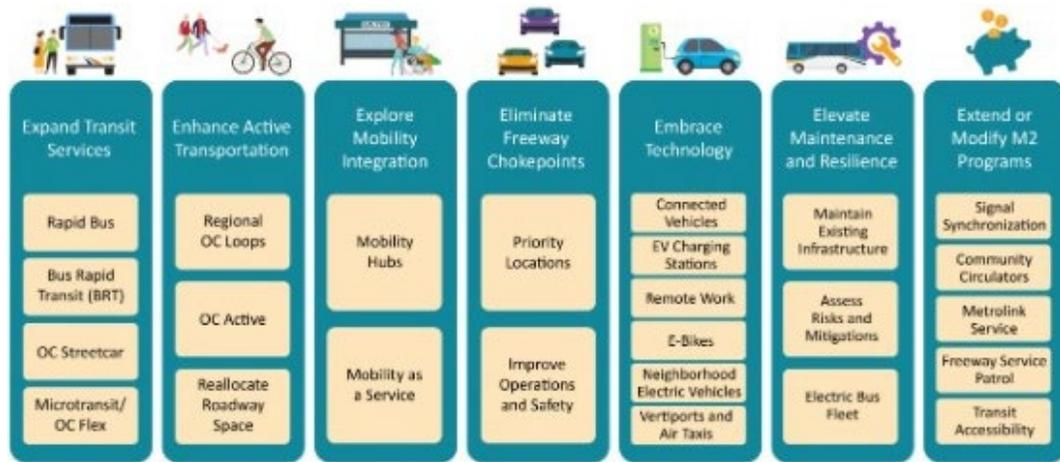 Expand Transit
Services
Rapid Bus
Bus Rapid
Transit (BRT)
OC Streetcar
Microtransit/
OC Flex
Enhance Active
Transportation
Regional
OC Loops
OC Active
Reallocate
Roadway
Space
Explore
Mobility
Integration
Mobility
Hubs
Mobility as
a Service
Eliminate
Freeway
Chokepoints
Priority
Locations
Improve
Operations
and Safety
Embrace
Technology
Connected
Vehicles
EV Charging
Stations
Remote Work
E-Bikes
Neighborhood
Electric Vehicles
Vertiports and
Air Taxis
Elevate
Maintenance
and Resilience
Maintain
Existing
Infrastructure
Assess
Risks and
Mitigations
Electric Bus
Fleet
Extend or
Modify M2
Programs
Signal
Synchronization
Community
Circulators
Metrolink
Service
Freeway Service
Patrol
Transit
Accessibility